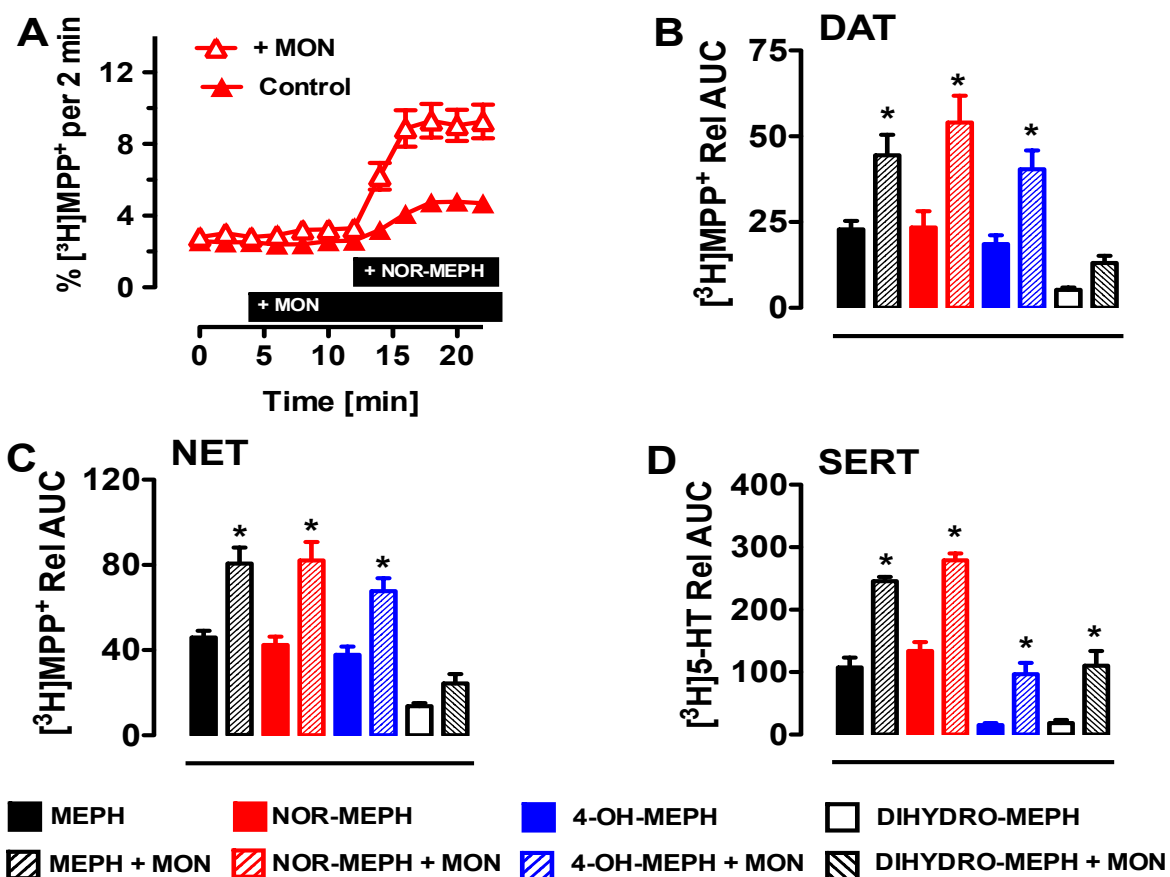 A
% [³H]MPP⁺ per 2 min
+ MON
Control
12
8
4
0
+ NOR-MEPH
+ MON
0 5 10 15 20
Time [min]
B
DAT
[³H]MPP⁺ Rel AUC
75
50
25
0
* * *
C
NET
[³H]MPP⁺ Rel AUC
120
80
40
0
* * *
D
SERT
[³H]5-HT Rel AUC
400
300
200
100
0
* * * *
MEPH NOR-MEPH 4-OH-MEPH DIHYDRO-MEPH
MEPH + MON NOR-MEPH + MON 4-OH-MEPH + MON DIHYDRO-MEPH + MON